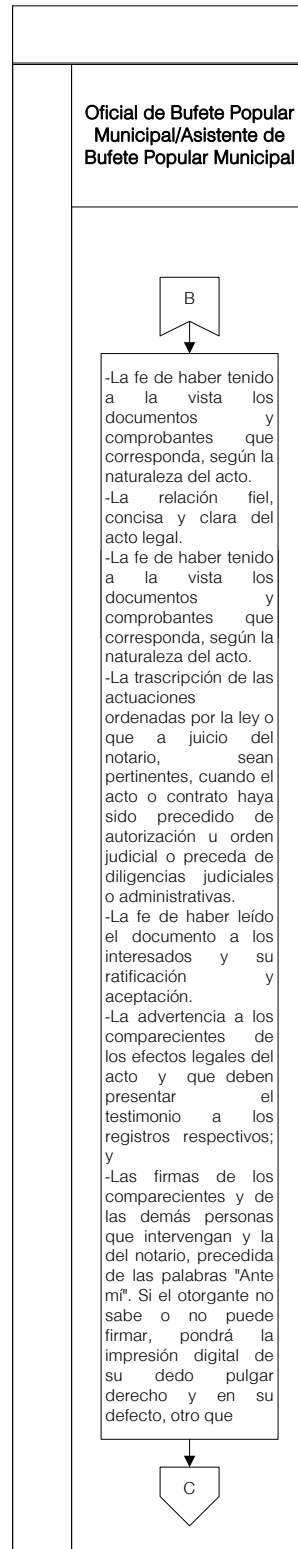 Oficial de Bufete Popular
Municipal/Asistente de
Bufete Popular Municipal
B
-La fe de haber tenido
a la vista los
documentos y
comprobantes que
corresponda, según la
naturaleza del acto.
-La relación fiel,
concisa y clara del
acto legal.
-La fe de haber tenido
a la vista los
documentos y
comprobantes que
corresponda, según la
naturaleza del acto.
-La trascripción de las
actuaciones
ordenadas por la ley o
que a juicio del
notario, sean
pertinentes, cuando el
acto o contrato haya
sido precedido de
autorización u orden
judicial o preceda de
diligencias judiciales
o administrativas.
-La fe de haber leído
el documento a los
interesados y su
ratificación y
aceptación.
-La advertencia a los
comparecientes de
los efectos legales del
acto y que deben
presentar el
testimonio a los
registros respectivos;
y
-Las firmas de los
comparecientes y de
las demás personas
que intervengan y la
del notario, precedida
de las palabras "Ante
mí". Si el otorgante no
sabe o no puede
firmar, pondrá la
impresión digital de
su dedo pulgar
derecho y en su
defecto, otro que
C